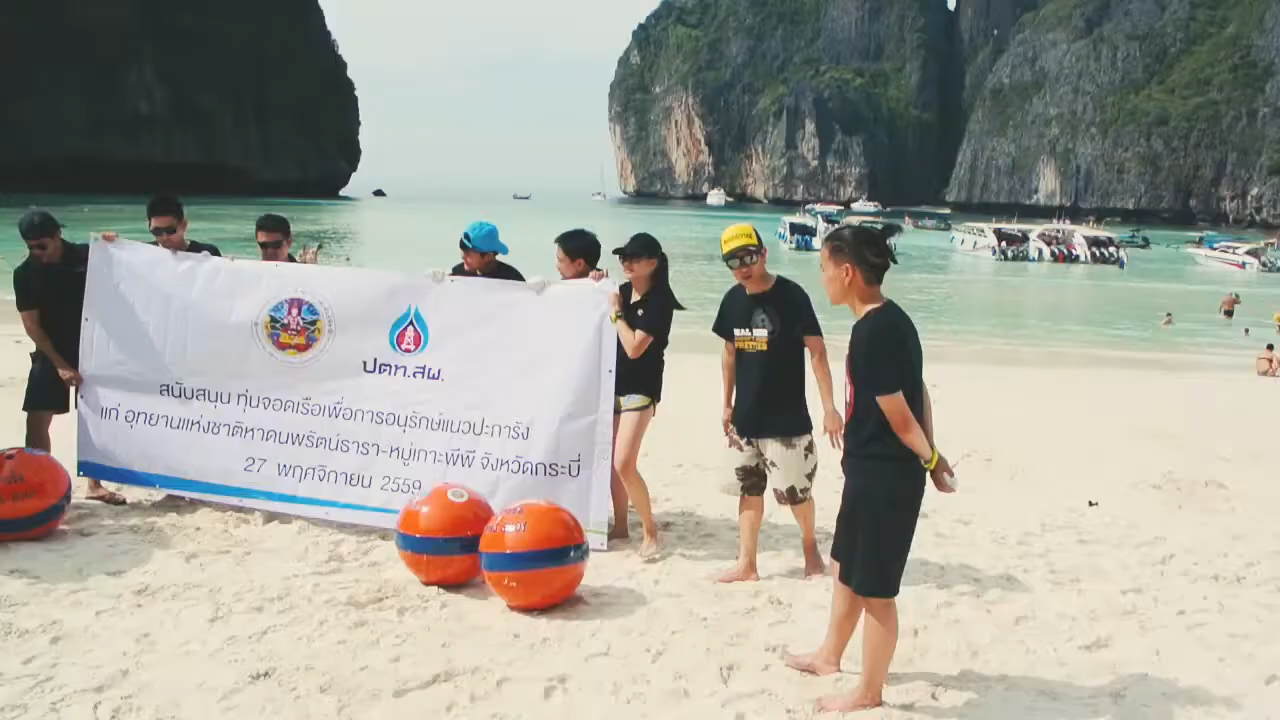 ปตท.สผ.
สนับสนุน ทุ่นจอดเรือเพื่อการอนุรักษ์แนวปะการัง
แก่ อุทยานแห่งชาติหาดนพรัตน์ธารา-หมู่เกาะพีพี จังหวัดกระบี่
27 พฤศจิกายน 2559